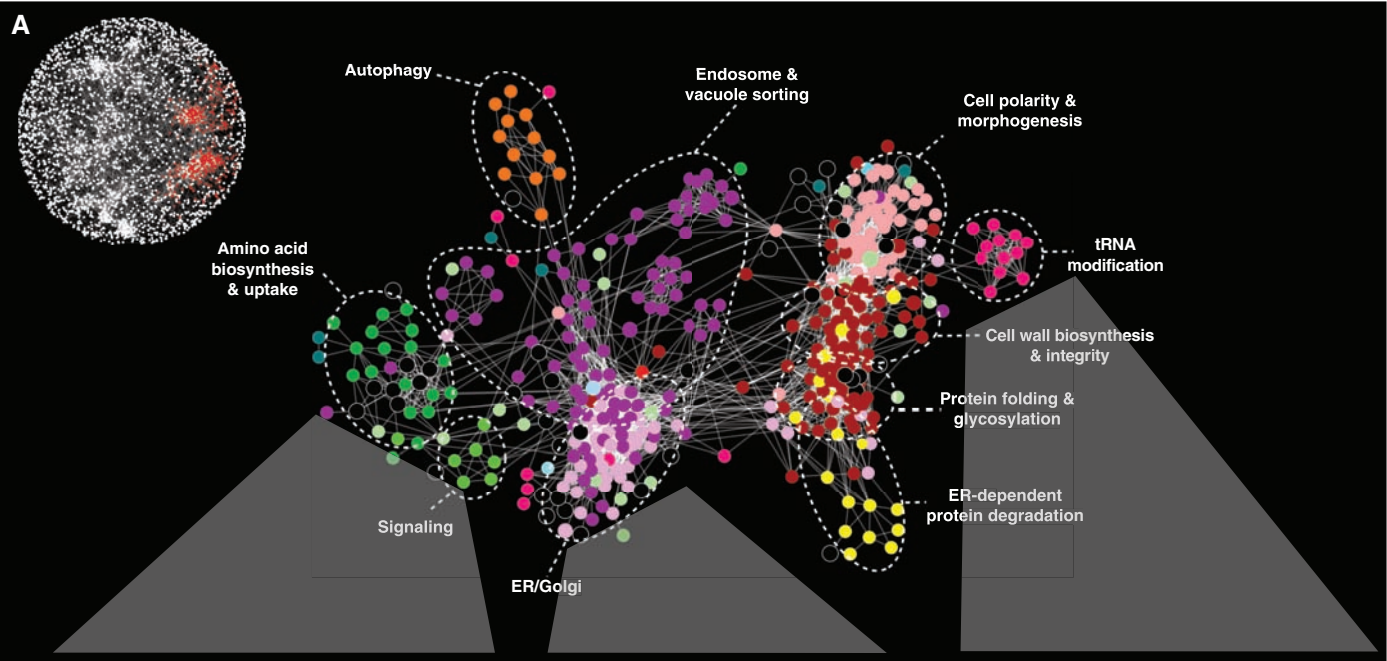 A
Autophagy
Endosome &
vacuole sorting
Cell polarity &
morphogenesis
Amino acid
biosynthesis
& uptake
tRNA
modification
Cell wall biosynthesis
& integrity
Protein folding &
glycosylation
ER-dependent
protein degradation
Signaling
ER/Golgi